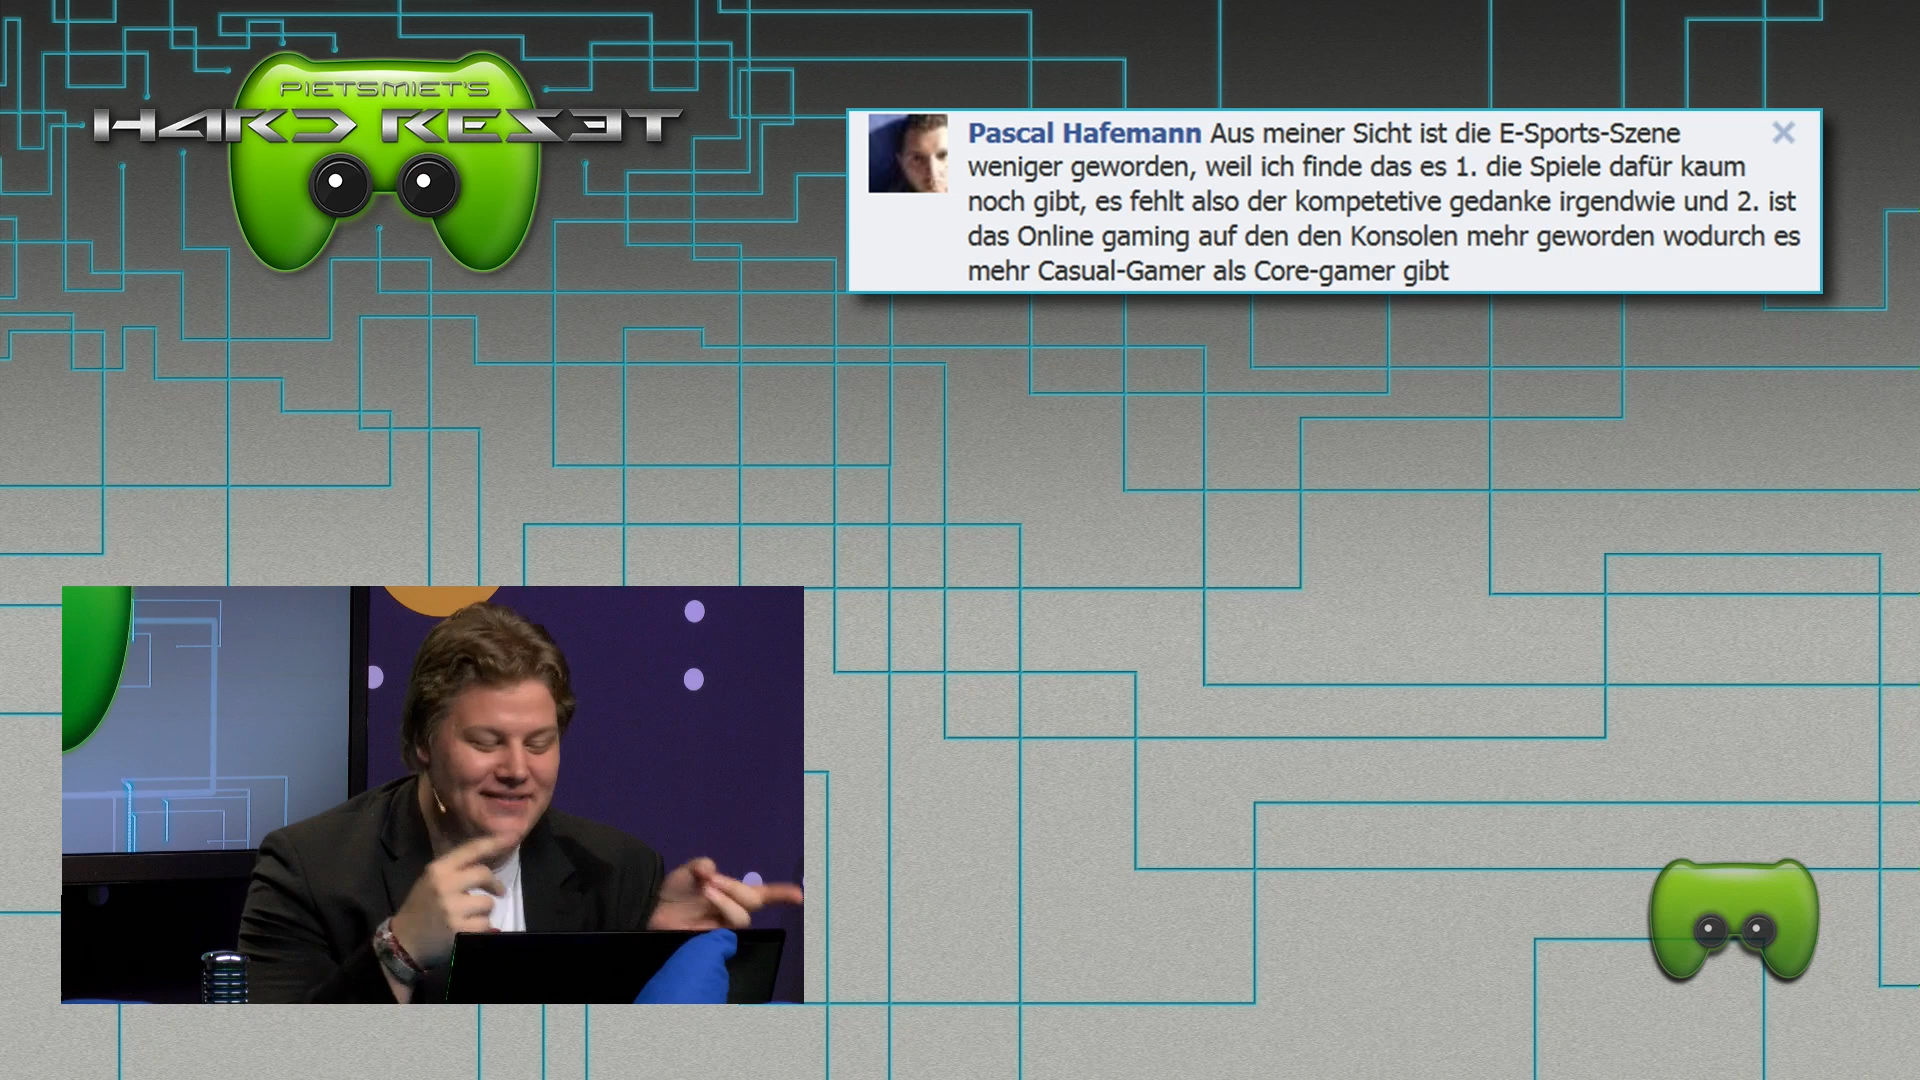 PIETSMIET'S
HARD RESET
Pascal Hafemann Aus meiner Sicht ist die E-Sports-Szene
weniger geworden, weil ich finde das es 1. die Spiele dafür kaum
noch gibt, es fehlt also der kompetetive gedanke irgendwie und 2. ist
das Online gaming auf den den Konsolen mehr geworden wodurch es
mehr Casual-Gamer als Core-gamer gibt